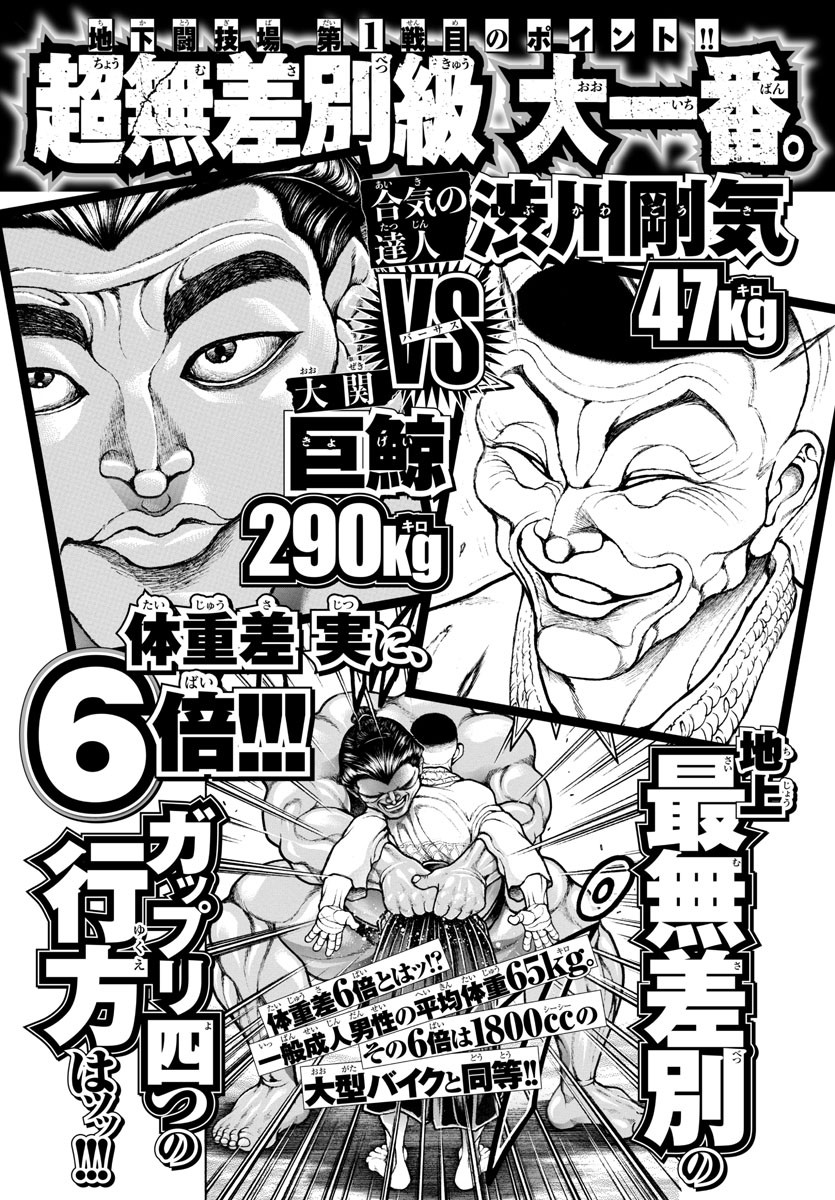 地下闘技場 第1戦目のポイント!!
超無差別級 大一番。
合気の
達人
渋川剛気
47kg
VS
大関
巨鯨
290kg
体重差 実に、
6倍!!!
地上
最無差別の
ガップリ四つの
行方はッッ!!!
体重差6倍とはッ!?
一般成人男性の平均体重65kg。
その6倍は1800ccの
大型バイクと同等!!